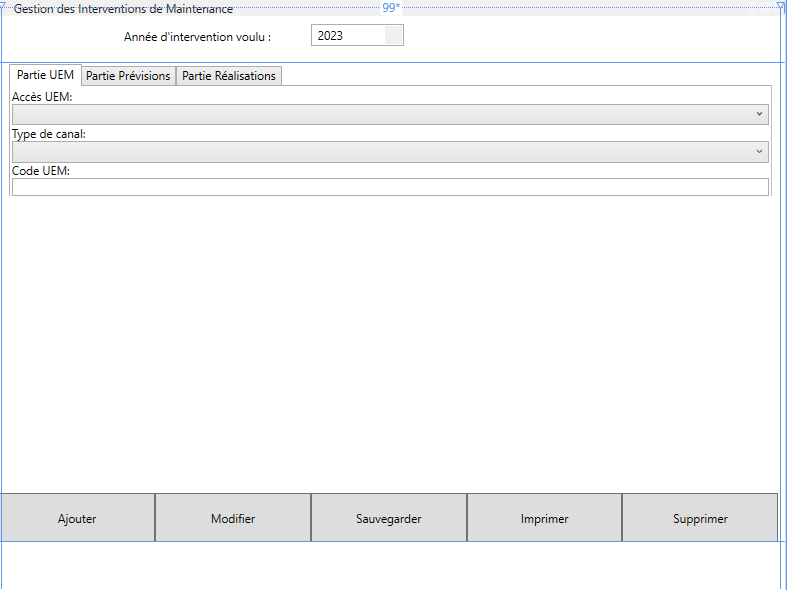 Gestion des Interventions de Maintenance 99*
Année d'intervention voulu : 2023
Partie UEM Partie Prévisions Partie Réalisations
Accès UEM:
Type de canal:
Code UEM:
Ajouter Modifier Sauvegarder Imprimer Supprimer